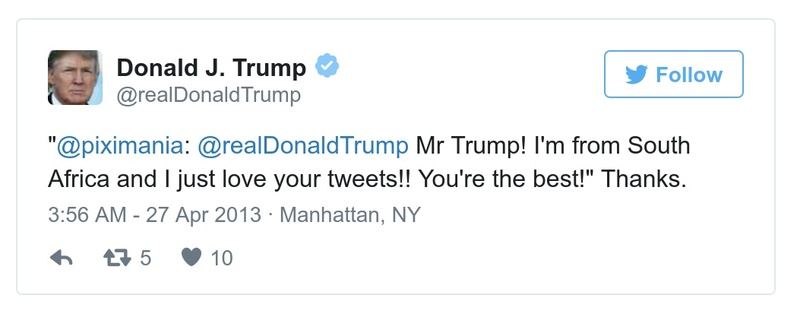 Donald J. Trump
@realDonaldTrump
Follow
"@piximania: @realDonaldTrump Mr Trump! I'm from South
Africa and I just love your tweets!! You're the best!" Thanks.
3:56 AM - 27 Apr 2013 · Manhattan, NY
5 10